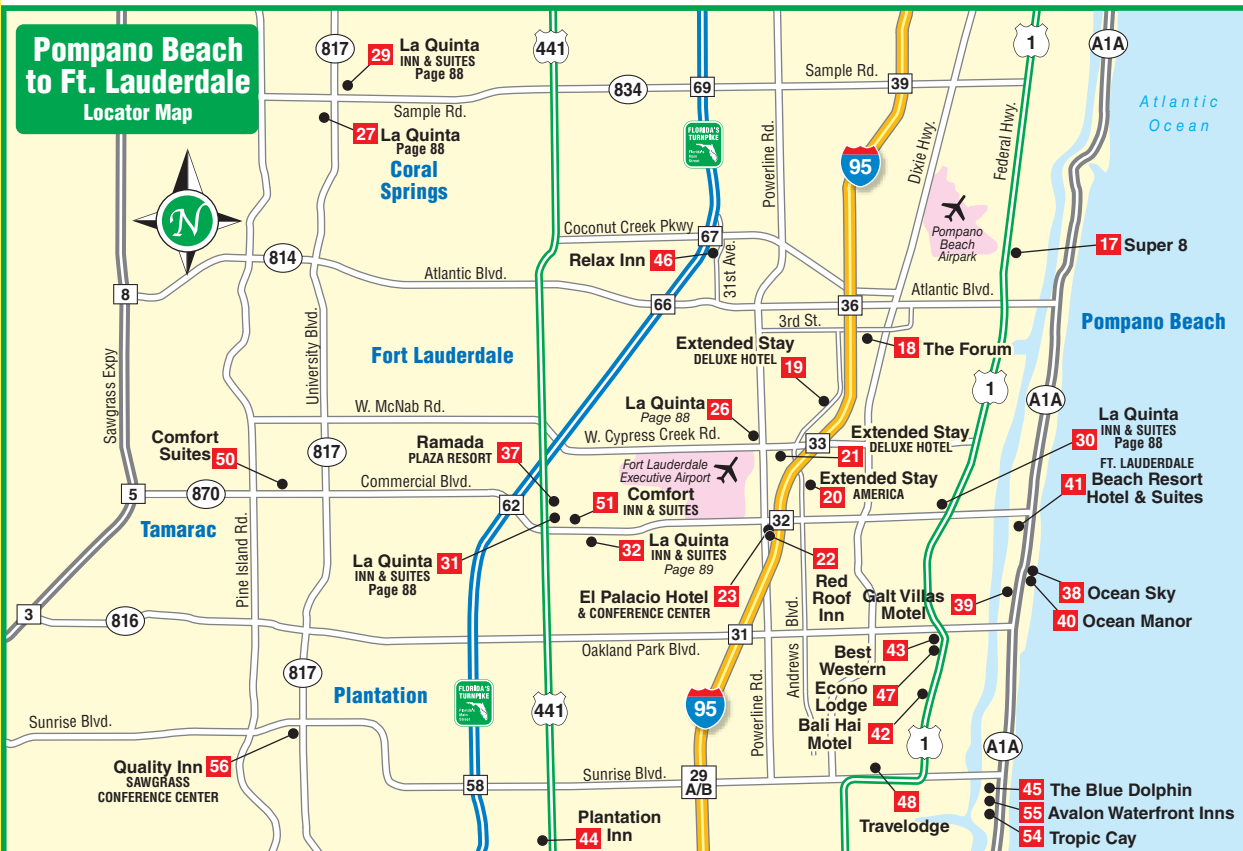 Pompano Beach
to Ft. Lauderdale
Locator Map
N
817
29 La Quinta
INN & SUITES
Page 88
441
1
A1A
Sample Rd.
834
69
39
Sample Rd.
27 La Quinta
Page 88
Coral
Springs
FLORIDA'S
TURNPIKE
Florida's
Main
Street
Powerline Rd.
95
Dixie Hwy.
Federal Hwy.
Atlantic
Ocean
Pompano
Beach
Airpark
Coconut Creek Pkwy
67
Relax Inn 46
31st Ave.
17 Super 8
814
Atlantic Blvd.
8
66
36
Atlantic Blvd.
3rd St.
Pompano Beach
Sawgrass Expy
University Blvd.
Fort Lauderdale
Extended Stay
DELUXE HOTEL
19
18 The Forum
1
A1A
W. McNab Rd.
La Quinta
Page 88
26
W. Cypress Creek Rd.
33
Extended Stay
DELUXE HOTEL
21
La Quinta
INN & SUITES
Page 88
30
Comfort
Suites 50
817
Ramada
PLAZA RESORT
37
Fort Lauderdale
Executive Airport
Extended Stay
AMERICA
20
FT. LAUDERDALE
41 Beach Resort
Hotel & Suites
5
870
Commercial Blvd.
62
51 Comfort
INN & SUITES
32
Tamarac
Pine Island Rd.
La Quinta 31
INN & SUITES
Page 88
32 La Quinta
INN & SUITES
Page 89
22
Red
Roof
Inn
El Palacio Hotel 23
& CONFERENCE CENTER
Galt Villas
Motel
39
38 Ocean Sky
40 Ocean Manor
3
816
31
Oakland Park Blvd.
Andrews Blvd.
Best
Western
43
Econo
Lodge
47
Bali Hai
Motel
42
817
Plantation
FLORIDA'S
TURNPIKE
Florida's
Main
Street
441
95
Powerline Rd.
1
A1A
Sunrise Blvd.
Quality Inn 56
SAWGRASS
CONFERENCE CENTER
58
Sunrise Blvd.
29
A/B
48
Travelodge
45 The Blue Dolphin
55 Avalon Waterfront Inns
54 Tropic Cay
Plantation
Inn
44